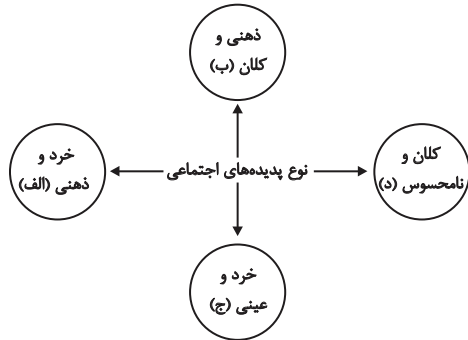 ذهنی و
کلان (ب)
کلان و
نامحسوس (د)
نوع پدیده‌های اجتماعی
خرد و
ذهنی (الف)
خرد و
عینی (ج)